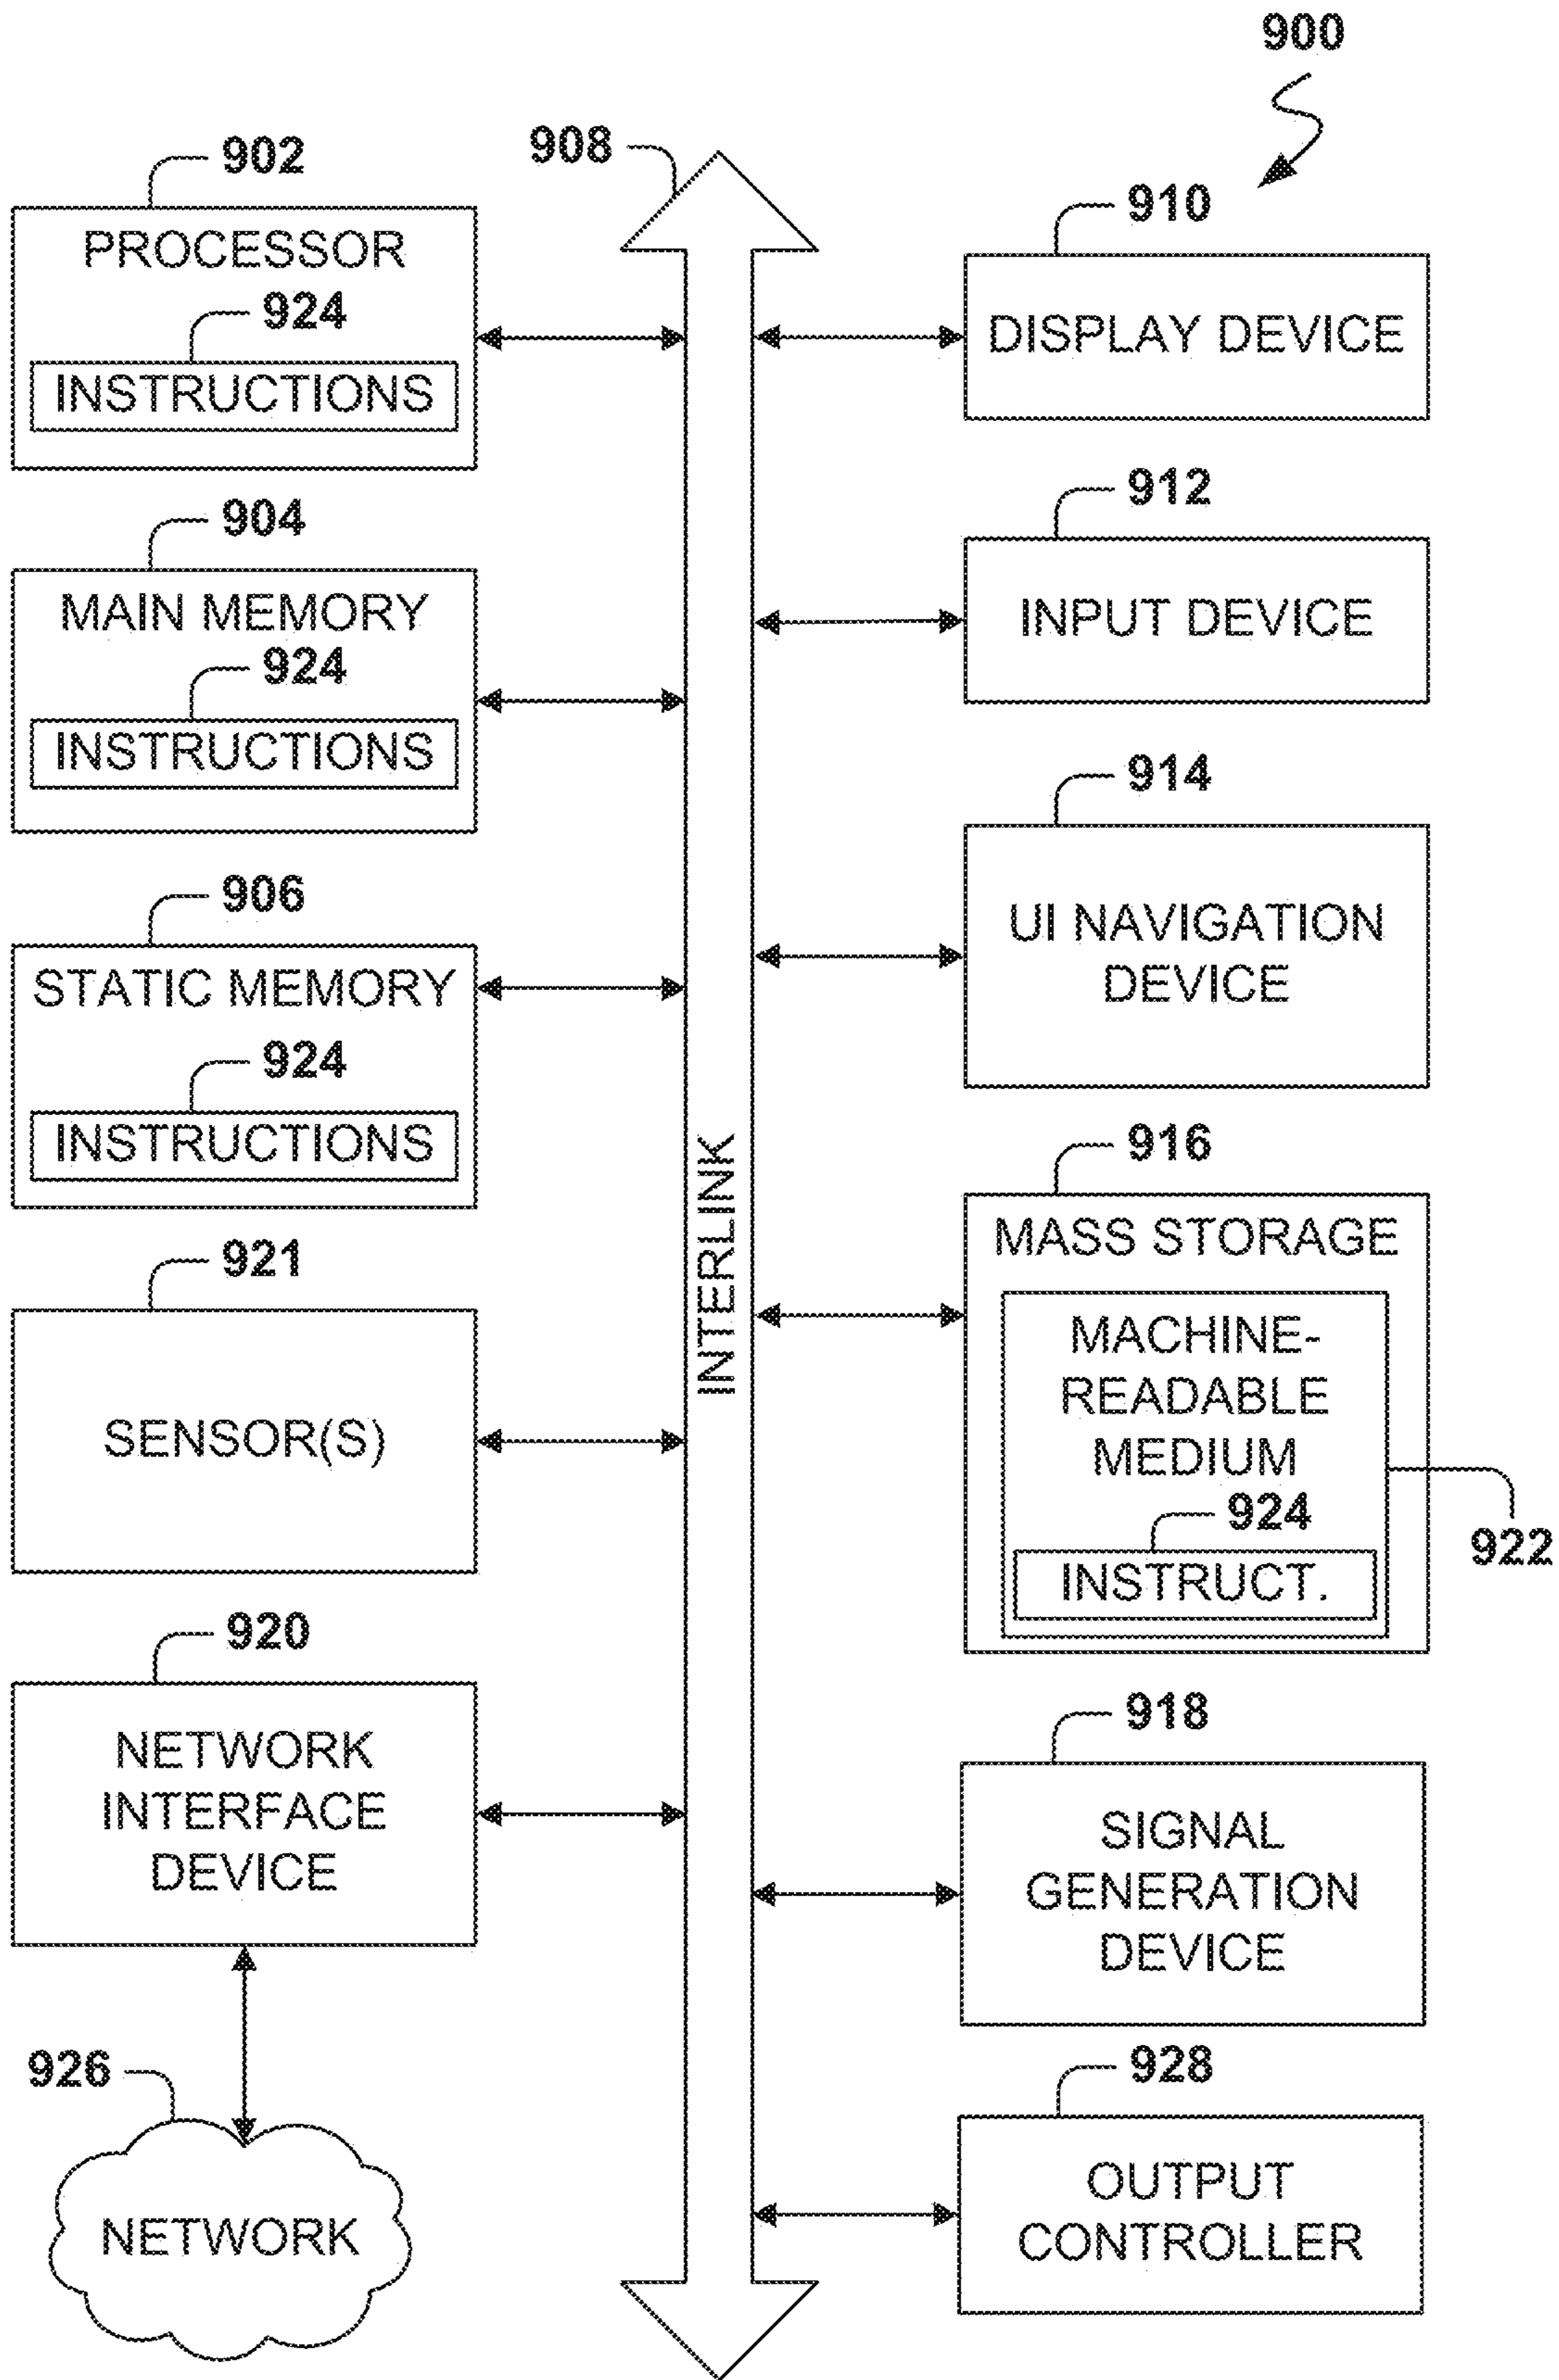 900
902
PROCESSOR
924
INSTRUCTIONS
904
MAIN MEMORY
924
INSTRUCTIONS
906
STATIC MEMORY
924
INSTRUCTIONS
921
SENSOR(S)
920
NETWORK
INTERFACE
DEVICE
926
NETWORK
908
INTERLINK
910
DISPLAY DEVICE
912
INPUT DEVICE
914
UI NAVIGATION
DEVICE
916
MASS STORAGE
MACHINE-
READABLE
MEDIUM
924
INSTRUCT.
922
918
SIGNAL
GENERATION
DEVICE
928
OUTPUT
CONTROLLER